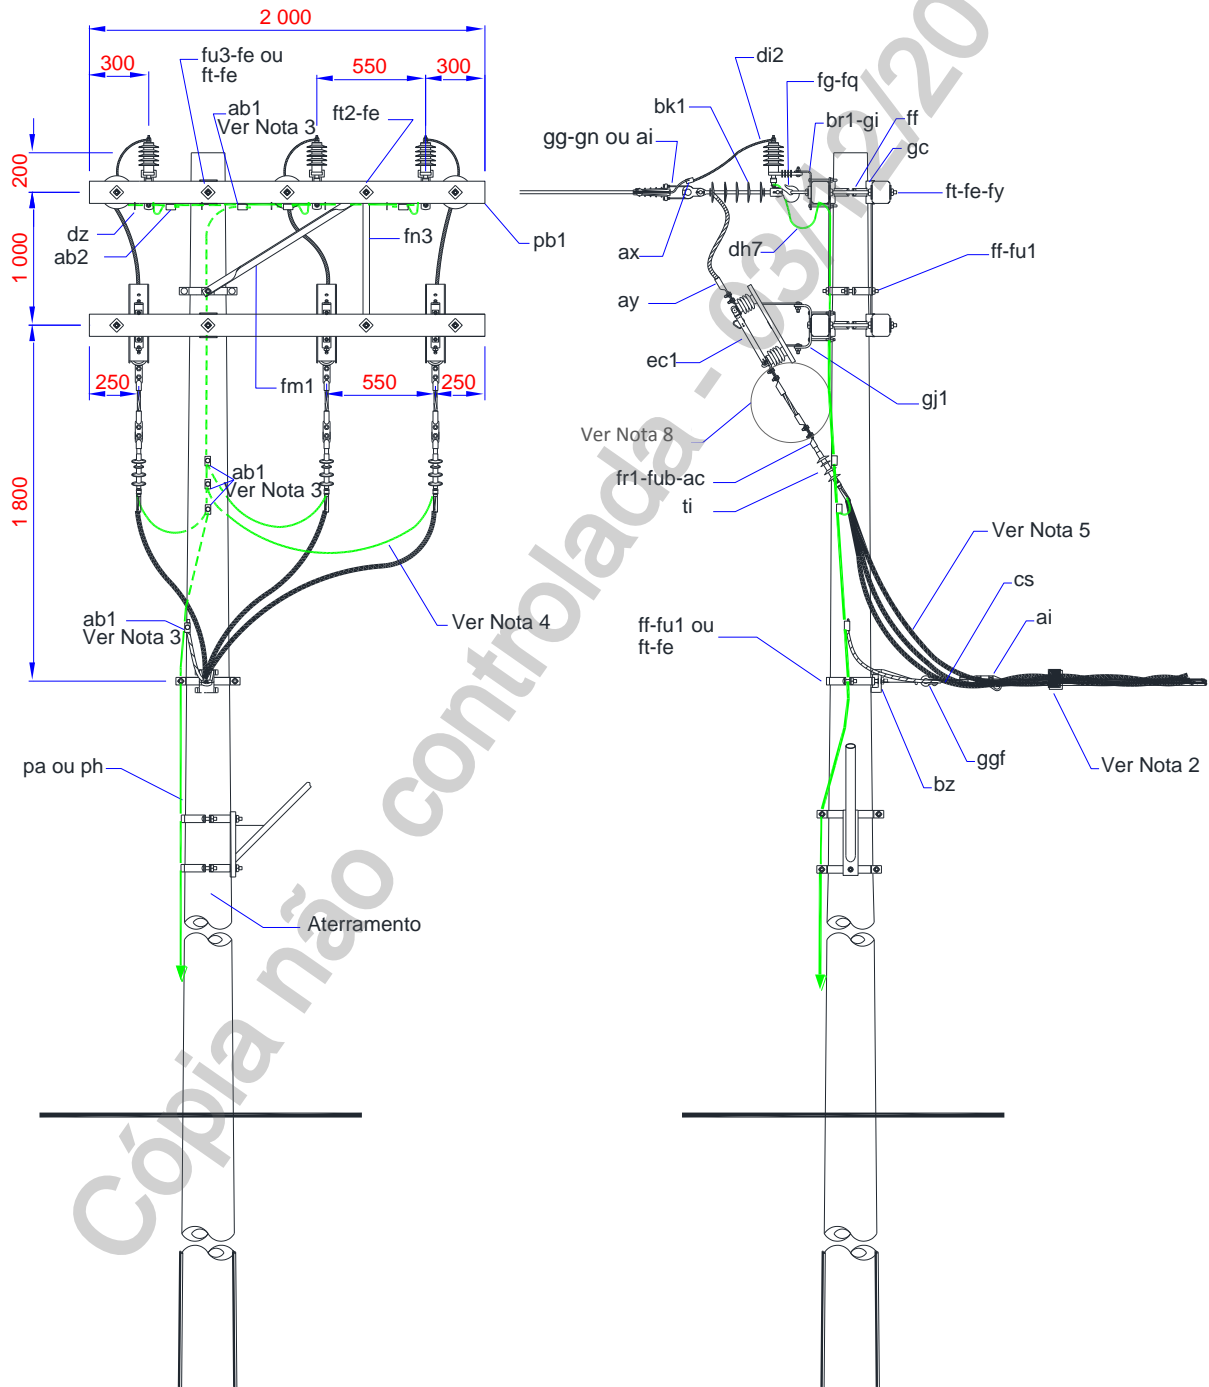 2 000
300
fu3-fe ou
ft-fe
550
300
ab1
Ver Nota 3
ft2-fe
200
1 000
dz
ab2
fn3
pb1
250
fm1
550
250
1 800
ab1
Ver Nota 3
ab1
Ver Nota 3
Ver Nota 4
pa ou ph
Aterramento
di2
fg-fq
bk1
gg-gn ou ai
br1-gi
ff
gc
ft-fe-fy
ax
dh7
ff-fu1
ay
ec1
gj1
Ver Nota 8
fr1-fub-ac
ti
Ver Nota 5
cs
ff-fu1 ou
ft-fe
ai
ggf
bz
Ver Nota 2
Cópia não controlada - 03/12/20